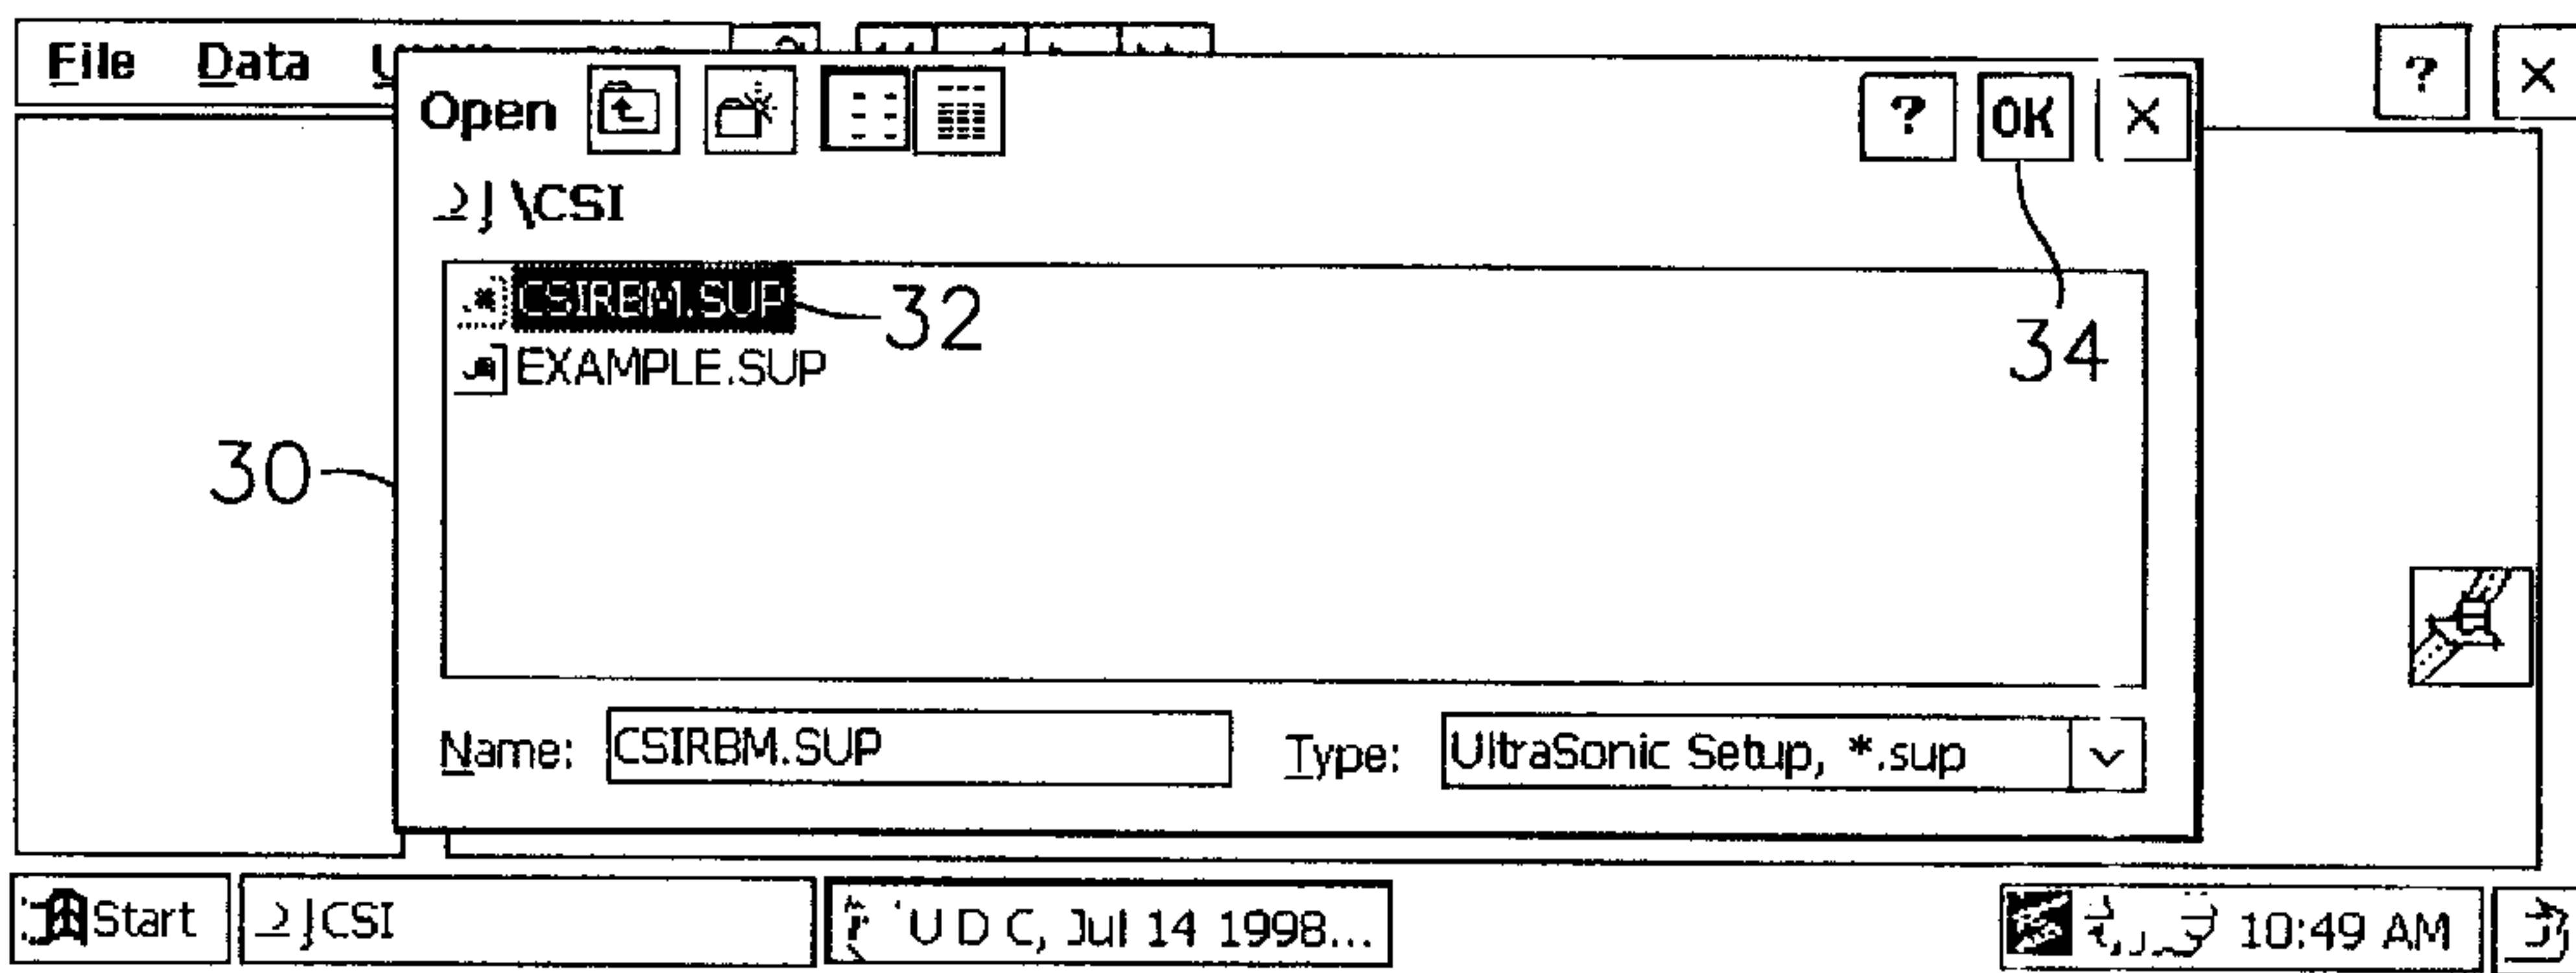 File Data
? ×
Open ? OK ×
\CSI
CSIRBM.SUP 32
34
EXAMPLE.SUP
30
Name: CSIRBM.SUP Type: UltraSonic Setup, *.sup
Start CSI U D C, Jul 14 1998... 10:49 AM